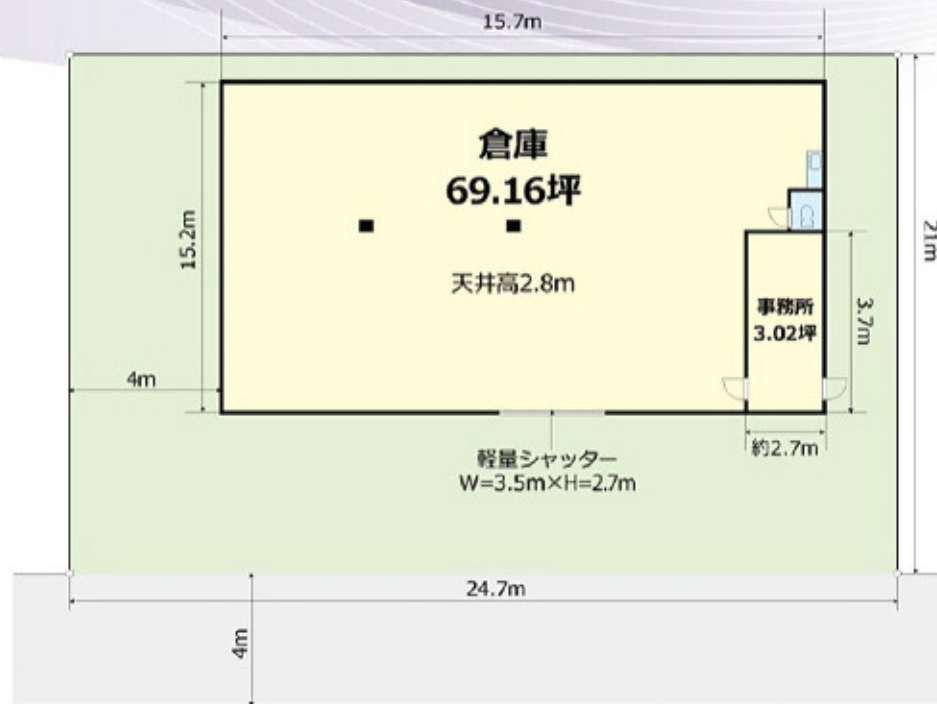 15.7m
倉庫
69.16坪
15.2m
21m
天井高2.8m
事務所
3.02坪
3.7m
4m
約2.7m
軽量シャッター
W=3.5m×H=2.7m
24.7m
4m